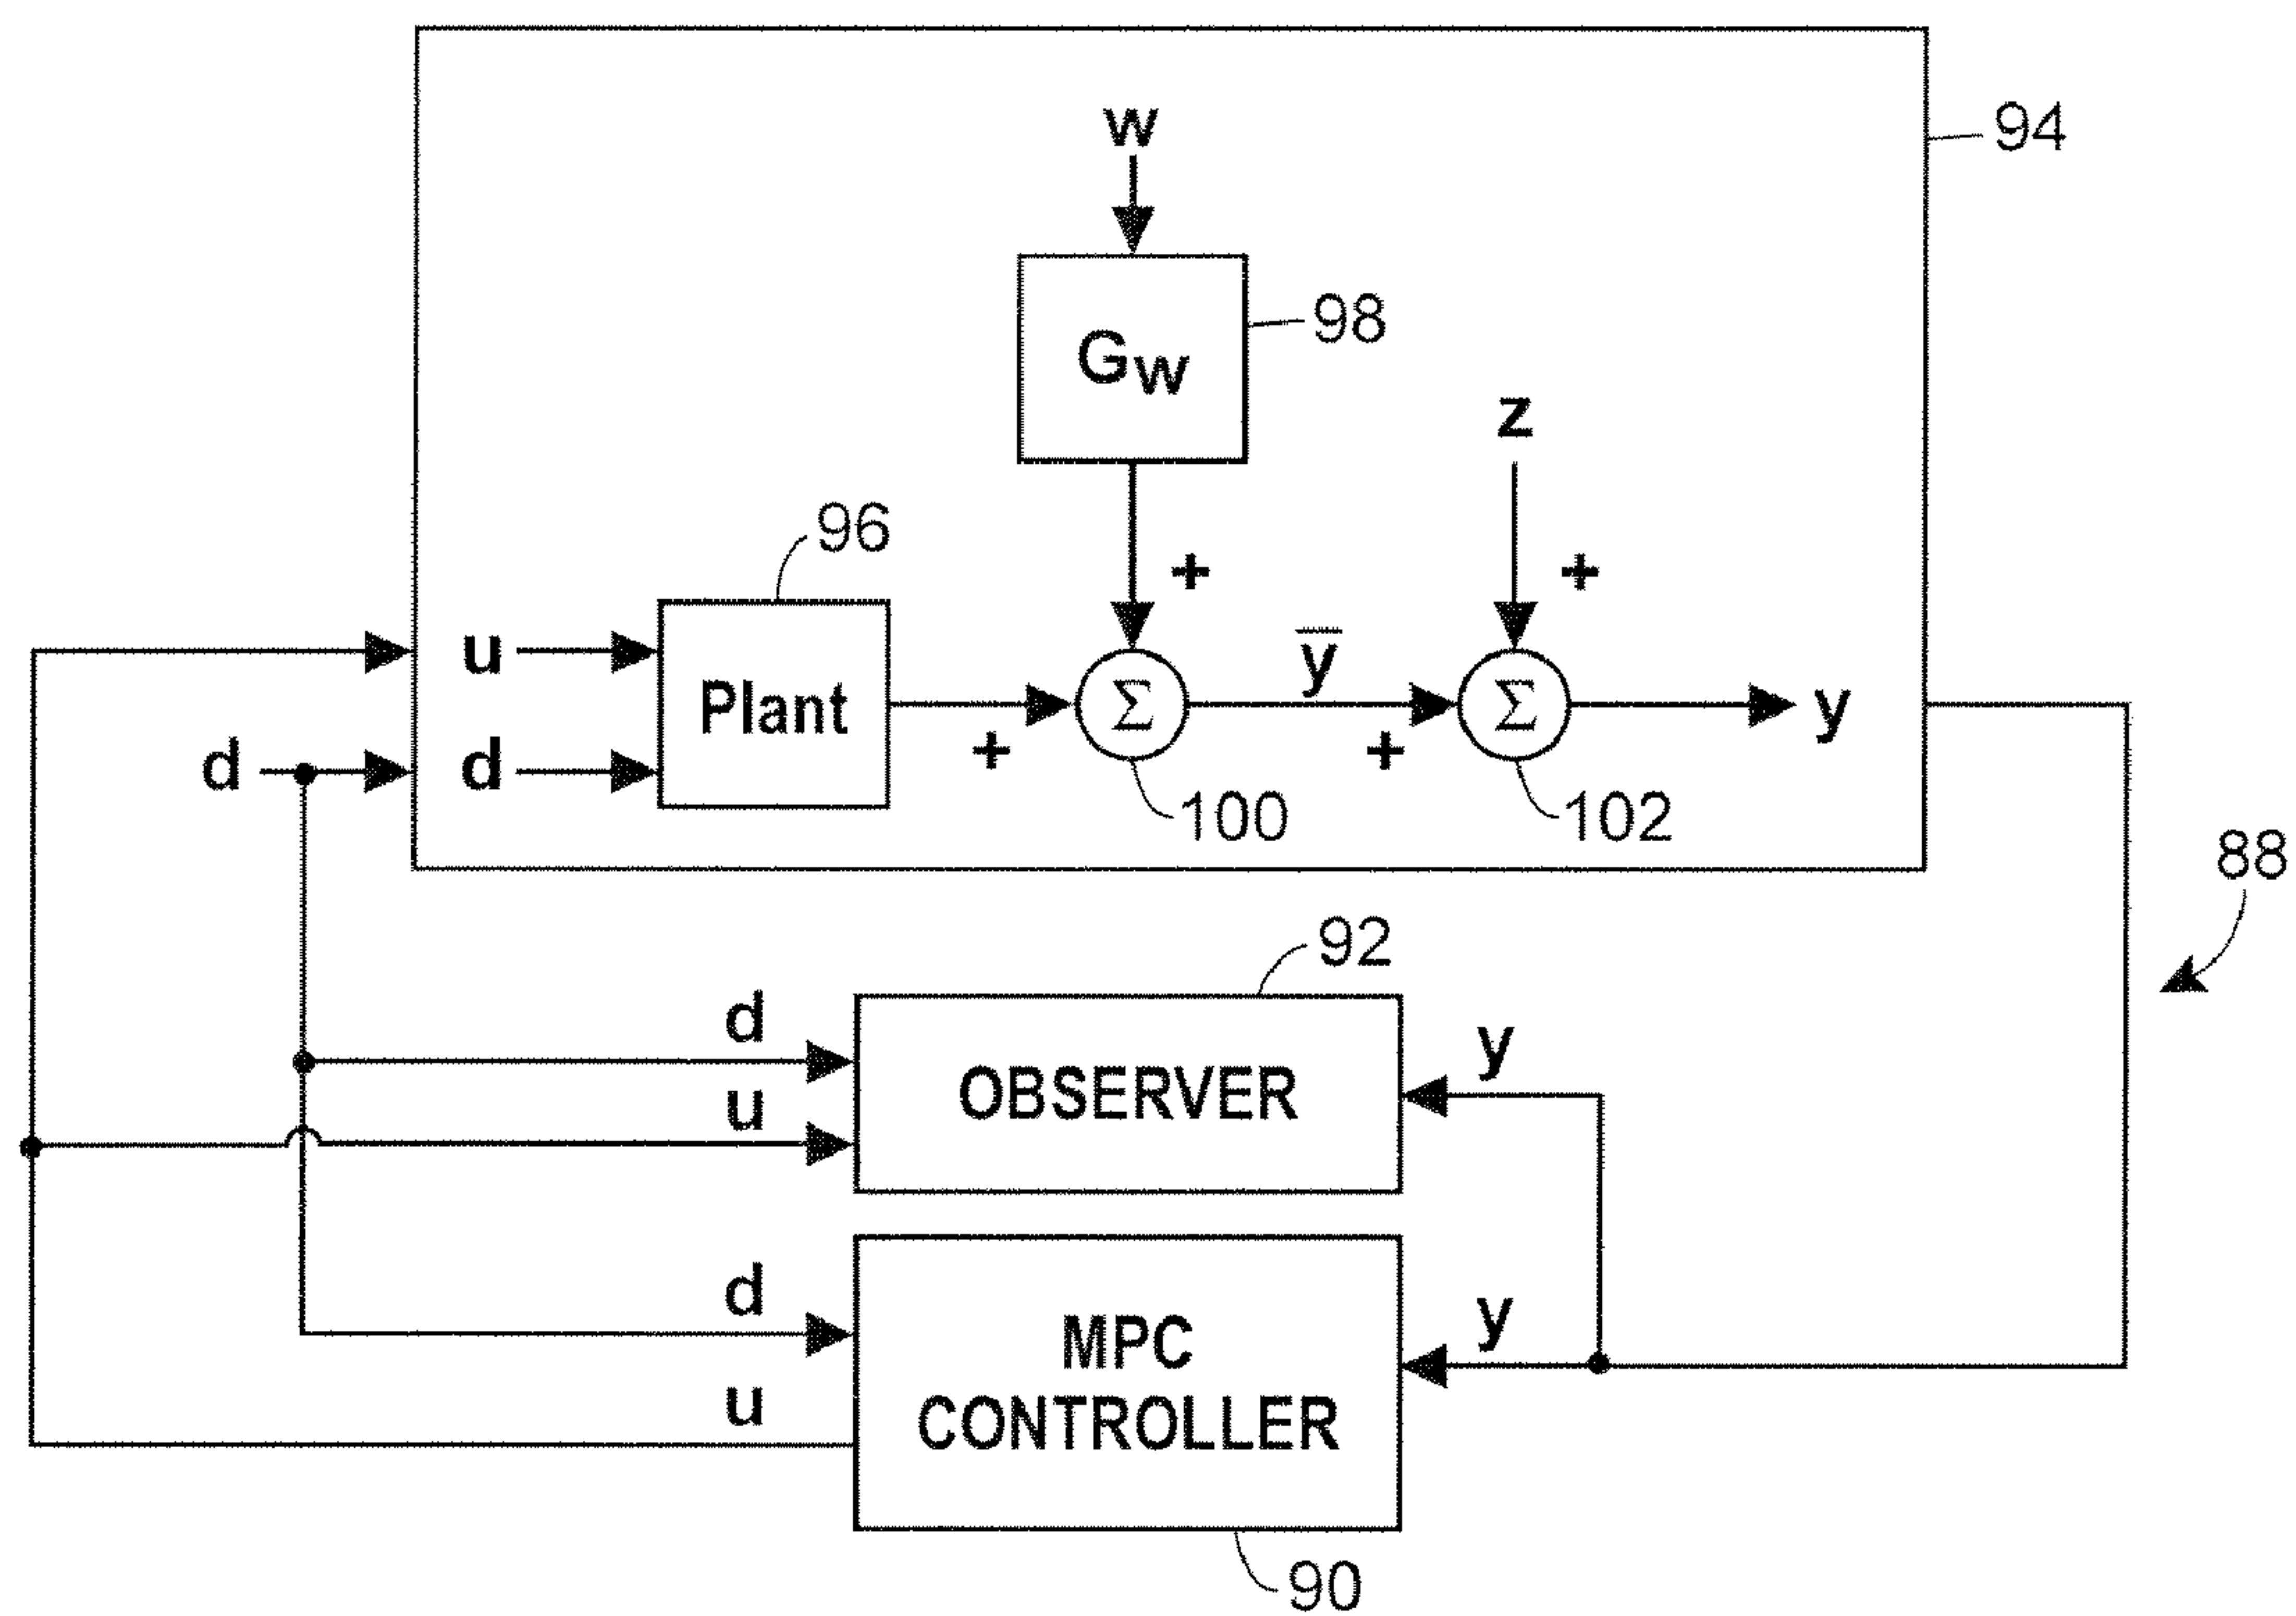 w
94
Gw
98
z
96
+
+
u
Plant
Σ
ȳ
Σ
y
d
d
+
+
100
102
88
92
d
u
OBSERVER
y
d
u
MPC
CONTROLLER
y
90